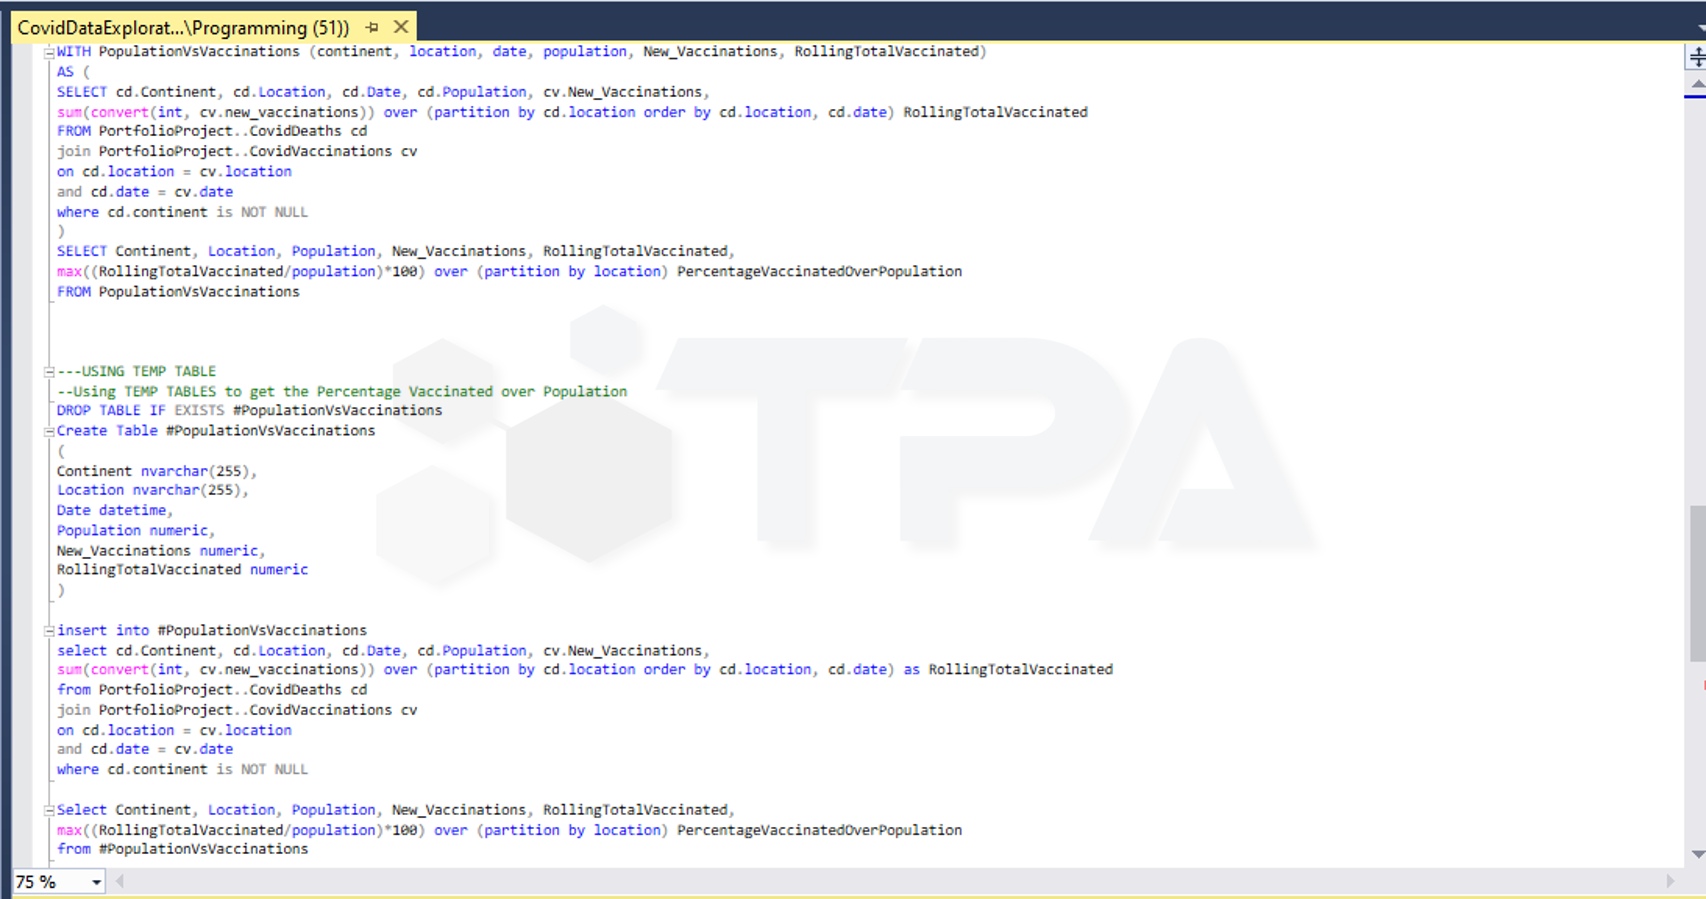 CovidDataExplorat...\Programming (51))
WITH PopulationVsVaccinations (continent, location, date, population, New_Vaccinations, RollingTotalVaccinated)
AS (
SELECT cd.Continent, cd.Location, cd.Date, cd.Population, cv.New_Vaccinations,
sum(convert(int, cv.new_vaccinations)) over (partition by cd.location order by cd.location, cd.date) RollingTotalVaccinated
FROM PortfolioProject..CovidDeaths cd
join PortfolioProject..CovidVaccinations cv
on cd.location = cv.location
and cd.date = cv.date
where cd.continent is NOT NULL
)
SELECT Continent, Location, Population, New_Vaccinations, RollingTotalVaccinated,
max((RollingTotalVaccinated/population)*100) over (partition by location) PercentageVaccinatedOverPopulation
FROM PopulationVsVaccinations
---USING TEMP TABLE
--Using TEMP TABLES to get the Percentage Vaccinated over Population
DROP TABLE IF EXISTS #PopulationVsVaccinations
Create Table #PopulationVsVaccinations
(
Continent nvarchar(255),
Location nvarchar(255),
Date datetime,
Population numeric,
New_Vaccinations numeric,
RollingTotalVaccinated numeric
)
insert into #PopulationVsVaccinations
select cd.Continent, cd.Location, cd.Date, cd.Population, cv.New_Vaccinations,
sum(convert(int, cv.new_vaccinations)) over (partition by cd.location order by cd.location, cd.date) as RollingTotalVaccinated
from PortfolioProject..CovidDeaths cd
join PortfolioProject..CovidVaccinations cv
on cd.location = cv.location
and cd.date = cv.date
where cd.continent is NOT NULL
Select Continent, Location, Population, New_Vaccinations, RollingTotalVaccinated,
max((RollingTotalVaccinated/population)*100) over (partition by location) PercentageVaccinatedOverPopulation
from #PopulationVsVaccinations
75 %
TPA